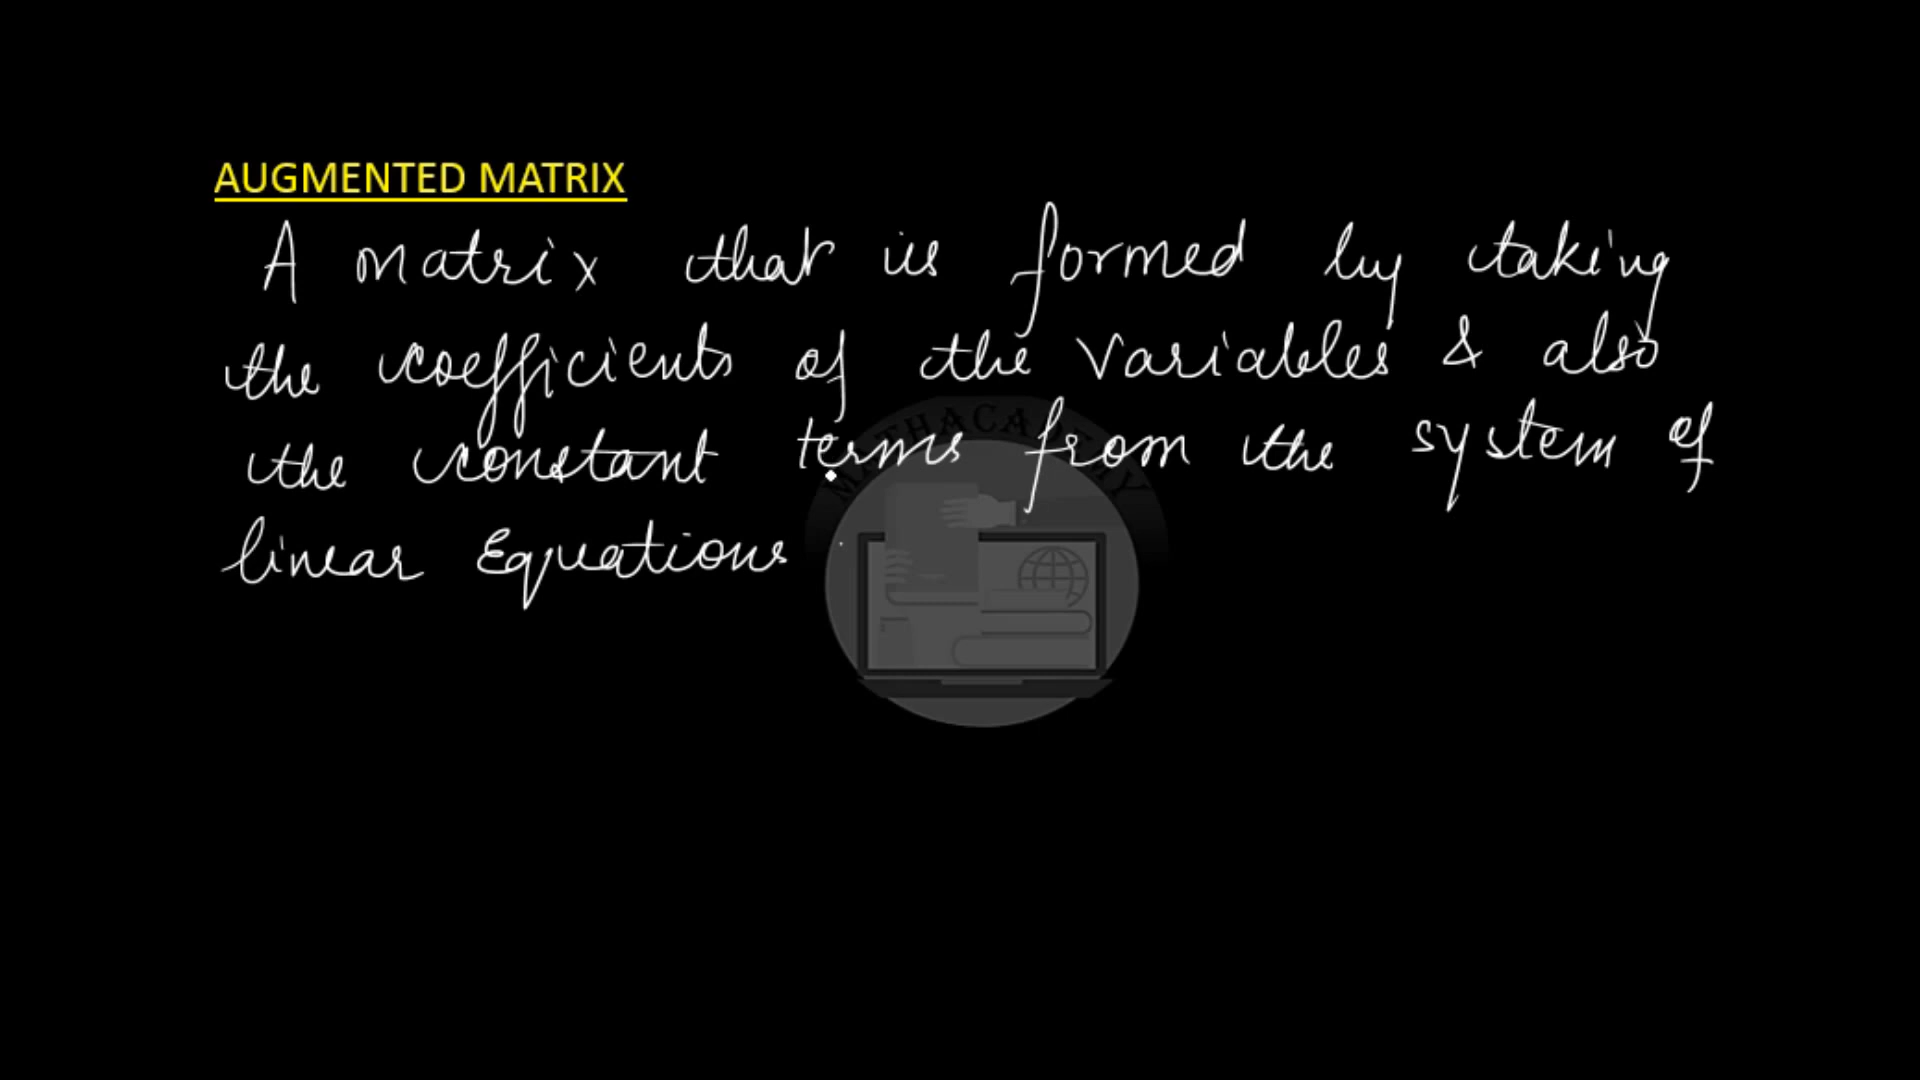 AUGMENTED MATRIX
A matrix that is formed by taking
the coefficients of the variables & also
the constant terms from the system of
linear Equations
MATHACADEMY